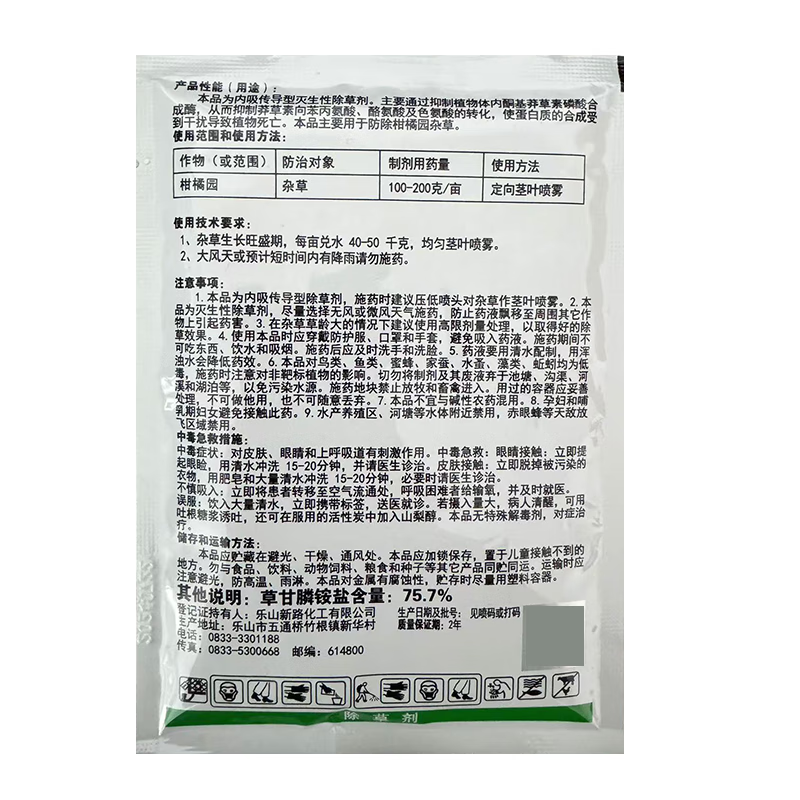 产品性能（用途）：
本品为内吸传导型灭生性除草剂。主要通过抑制植物体内酮基莽草素磷酸合
成酶，从而抑制莽草素向苯丙氨酸、酪氨酸及色氨酸的转化，使蛋白质的合成受
到干扰导致植物死亡。本品主要用于防除柑橘园杂草。
使用范围和使用方法：
作物（或范围） 防治对象 制剂用药量 使用方法
柑橘园 杂草 100-200克/亩 定向茎叶喷雾
使用技术要求：
1、杂草生长旺盛期，每亩兑水 40-50 千克，均匀茎叶喷雾。
2、大风天或预计短时间内有降雨请勿施药。
注意事项：
1.本品为内吸传导型除草剂，施药时建议压低喷头对杂草作茎叶喷雾。2.本
品为灭生性除草剂，尽量选择无风或微风天气施药，防止药液飘移至周围其它作
物上引起药害。3.在杂草草龄大的情况下建议使用高限剂量处理，以取得好的除
草效果。4.使用本品时应穿戴防护服、口罩和手套，避免吸入药液。施药期间不
可吃东西、饮水和吸烟。施药后应及时洗手和洗脸。5.药液要用清水配制，用浑
浊水会降低药效。6.本品对鸟类、鱼类、蜜蜂、家蚕、水蚤、藻类、蚯蚓均为低
毒，施药时注意对非靶标植物的影响。切勿将制剂及其废液弃于池塘、沟渠、河
溪和湖泊等，以免污染水源。施药地块禁止放牧和畜禽进入。用过的容器应妥善
处理，不可做他用，也不可随意丢弃。7.本品不宜与碱性农药混用。8.孕妇和哺
乳期妇女避免接触此药。9.水产养殖区、河塘等水体附近禁用，赤眼蜂等天敌放
飞区域禁用。
中毒急救措施：
中毒症状：对皮肤、眼睛和上呼吸道有刺激作用。中毒急救：眼睛接触：立即提
起眼睑，用清水冲洗 15-20分钟，并请医生诊治。皮肤接触：立即脱掉被污染的
衣物，用肥皂和大量清水冲洗 15-20分钟，必要时请医生诊治。
不慎吸入：立即将患者转移至空气流通处，呼吸困难者给输氧，并及时就医。
误服：饮入大量清水，立即携带标签，送医就诊。若摄入量大，病人清醒，可用
吐根糖浆诱吐，还可在服用的活性炭中加入山梨醇。本品无特殊解毒剂，对症治
疗。
储存和运输方法：
本品应贮藏在避光、干燥、通风处。本品应加锁保存，置于儿童接触不到的
地方。勿与食品、饮料、动物饲料、粮食和种子等其它产品同贮同运。运输时应
注意避光，防高温、雨淋。本品对金属有腐蚀性，贮存时尽量用塑料容器。
其他说明：草甘膦铵盐含量：75.7%
登记证持有人：乐山新路化工有限公司 生产日期及批号：见喷码或打码
生产地址：乐山市五通桥竹根镇新华村 质量保证期：2年
电话：0833-3301188
传真：0833-5300668 邮编：614800
除草剂